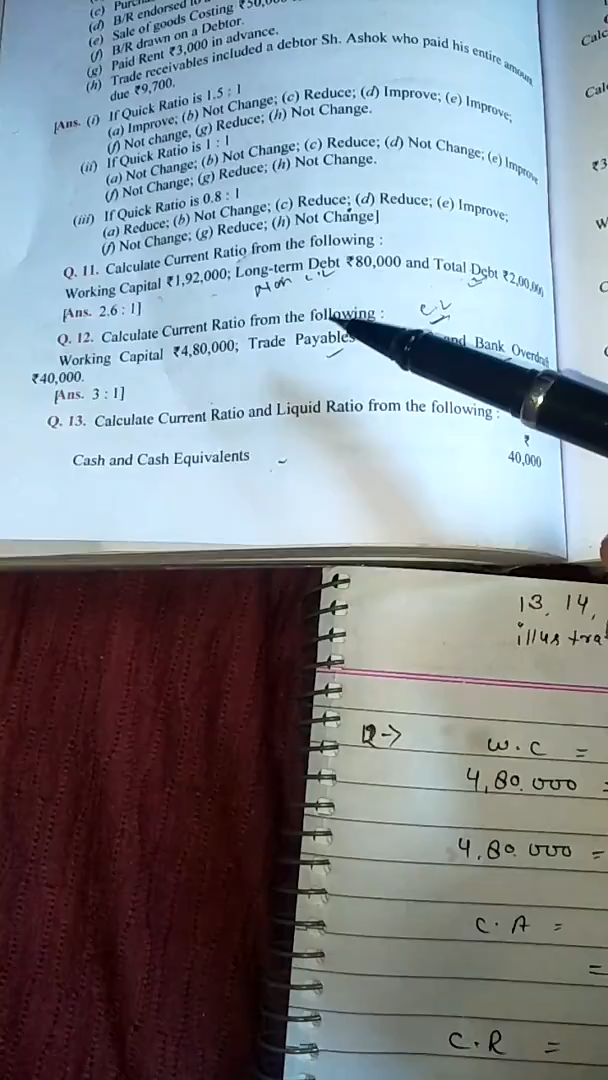 (c)
(d) B/R endorsed to
(e) Sale of goods Costing ₹50,0
(f) B/R drawn on a Debtor.
(g) Paid Rent ₹3,000 in advance.
(h) Trade receivables included a debtor Sh. Ashok who paid his entire amount
due ₹9,700.
[Ans. (i) If Quick Ratio is 1.5 : 1
(a) Improve; (b) Not Change; (c) Reduce; (d) Improve; (e) Improve;
(f) Not change, (g) Reduce; (h) Not Change.
(ii) If Quick Ratio is 1 : 1
(a) Not Change; (b) Not Change; (c) Reduce; (d) Not Change; (e) Improve
(f) Not Change; (g) Reduce; (h) Not Change.
(iii) If Quick Ratio is 0.8 : 1
(a) Reduce; (b) Not Change; (c) Reduce; (d) Reduce; (e) Improve;
(f) Not Change; (g) Reduce; (h) Not Change]
Q. 11. Calculate Current Ratio from the following :
Working Capital ₹1,92,000; Long-term Debt ₹80,000 and Total Debt ₹2,00,000
Non C.L
[Ans. 2.6 : 1]
C.L
Q. 12. Calculate Current Ratio from the following :
Working Capital ₹4,80,000; Trade Payables and Bank Overdraft
₹40,000.
[Ans. 3 : 1]
Q. 13. Calculate Current Ratio and Liquid Ratio from the following :
₹
Cash and Cash Equivalents 40,000
Calc
₹3
W
13, 14,
illustra
12→ W.C =
4,80.000 =
4,80.000 =
C.A =
=
C.R =